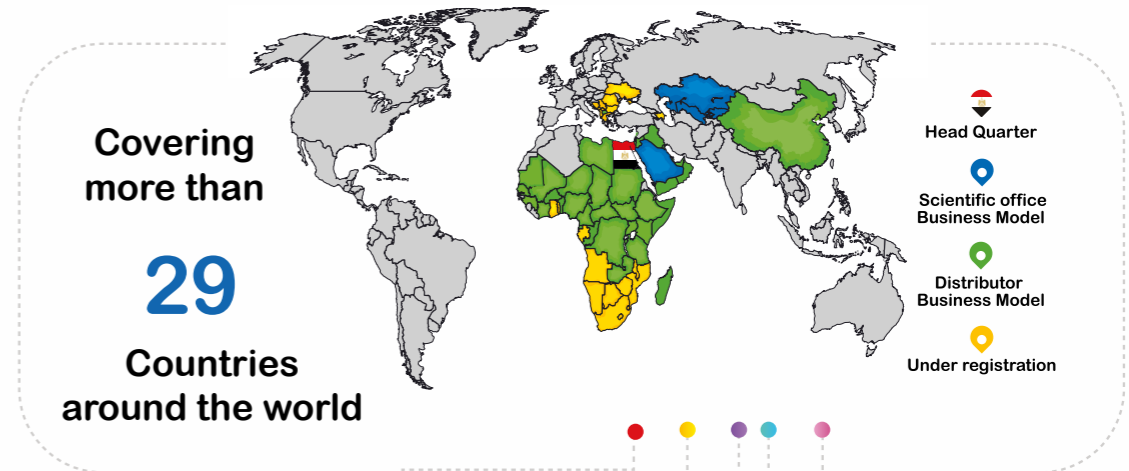 Covering
more than
29
Countries
around the world
Head Quarter
Scientific office
Business Model
Distributor
Business Model
Under registration